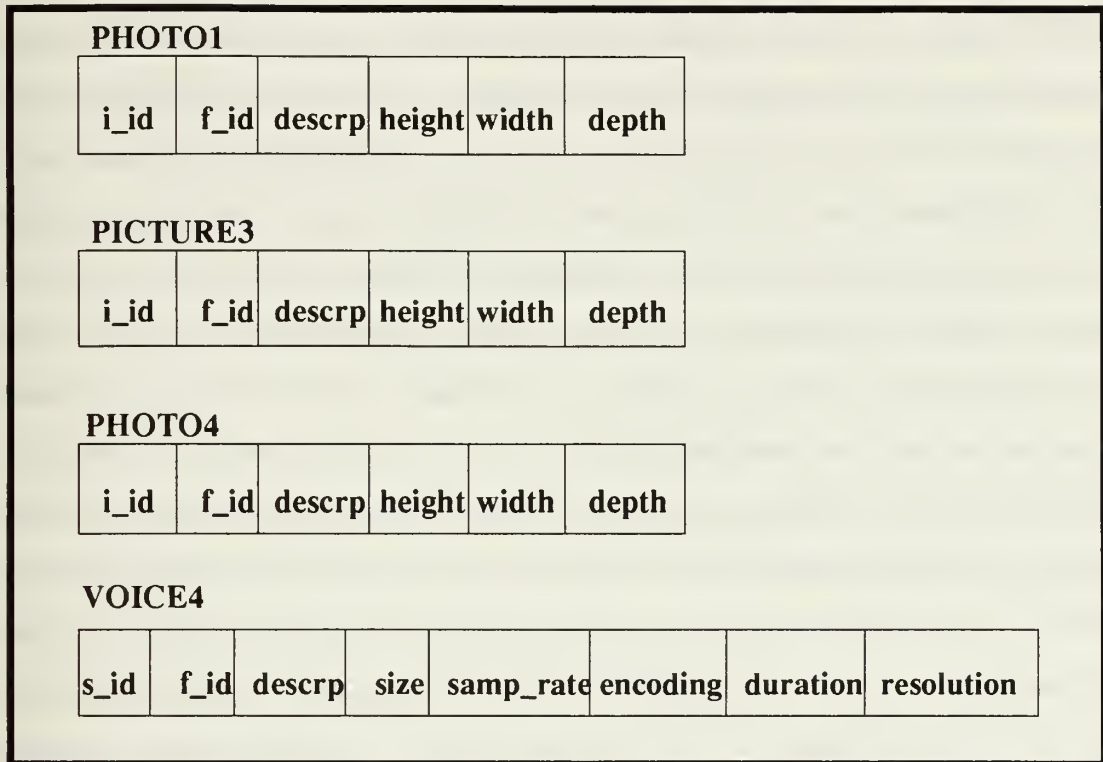 PHOTO1
i_id f_id descrp height width depth
PICTURE3
i_id f_id descrp height width depth
PHOTO4
i_id f_id descrp height width depth
VOICE4
s_id f_id descrp size samp_rate encoding duration resolution